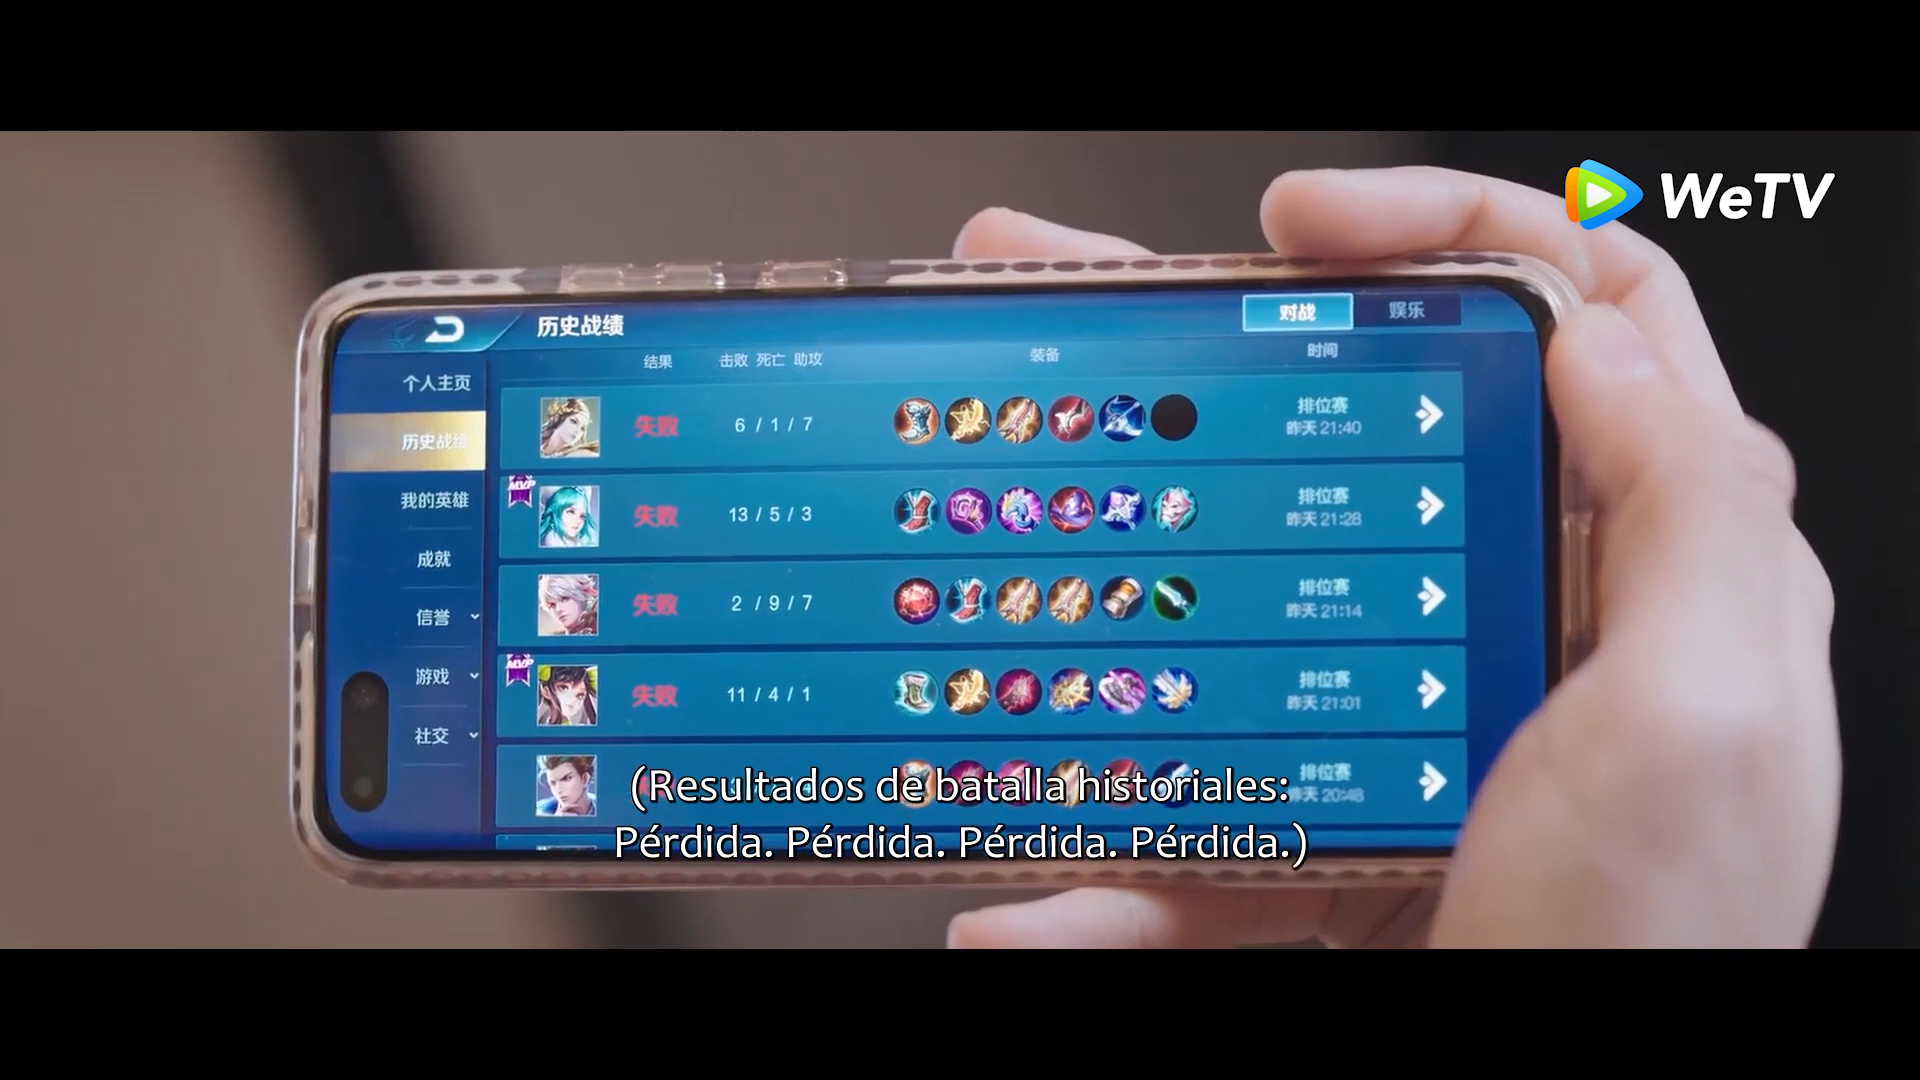 WeTV
历史战绩
对战 娱乐
结果 击败 死亡 助攻 装备 时间
个人主页
历史战绩
我的英雄
成就
信誉
游戏
社交
失败 6 / 1 / 7 排位赛
昨天 21:40
MVP
失败 13 / 5 / 3 排位赛
昨天 21:28
失败 2 / 9 / 7 排位赛
昨天 21:14
MVP
失败 11 / 4 / 1 排位赛
昨天 21:01
排位赛
昨天 20:48
(Resultados de batalla historiales:
Pérdida. Pérdida. Pérdida. Pérdida.)